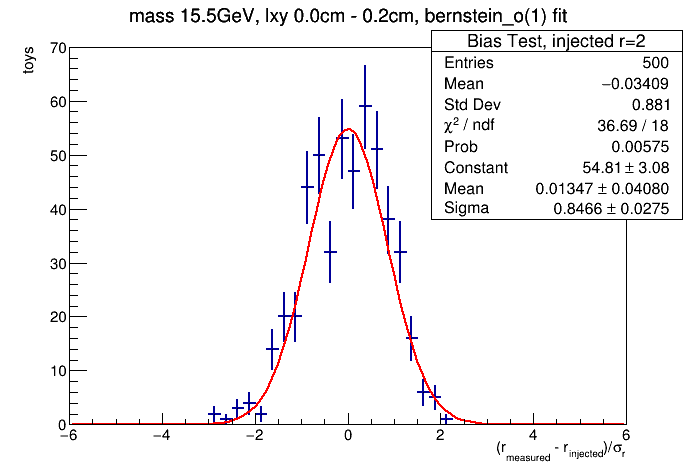 mass 15.5GeV, lxy 0.0cm - 0.2cm, bernstein_o(1) fit
toys
70
60
50
40
30
20
10
0
Bias Test, injected r=2
Entries 500
Mean −0.03409
Std Dev 0.881
χ² / ndf 36.69 / 18
Prob 0.00575
Constant 54.81 ± 3.08
Mean 0.01347 ± 0.04080
Sigma 0.8466 ± 0.0275
−6 −4 −2 0 2 4 6
(r_measured - r_injected)/σ_r